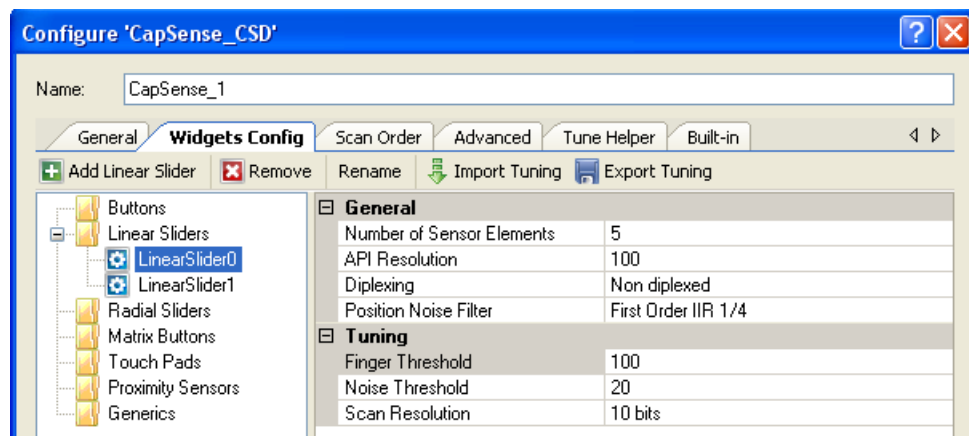 Configure 'CapSense_CSD'
Name: CapSense_1
General Widgets Config Scan Order Advanced Tune Helper Built-in
Add Linear Slider Remove Rename Import Tuning Export Tuning
Buttons
Linear Sliders
LinearSlider0
LinearSlider1
Radial Sliders
Matrix Buttons
Touch Pads
Proximity Sensors
Generics
General
Number of Sensor Elements 5
API Resolution 100
Diplexing Non diplexed
Position Noise Filter First Order IIR 1/4
Tuning
Finger Threshold 100
Noise Threshold 20
Scan Resolution 10 bits